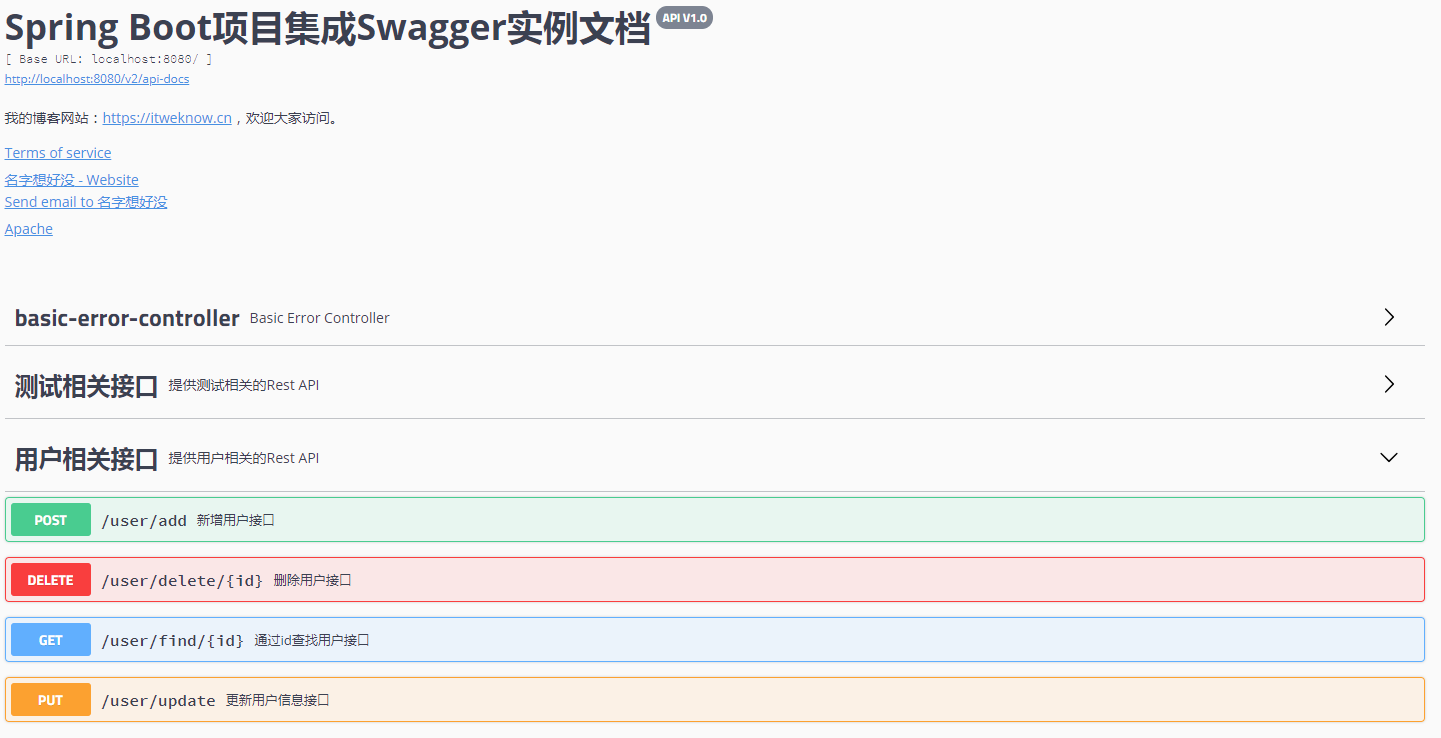 Spring Boot项目集成Swagger实例文档 API V1.0
[ Base URL: localhost:8080/ ]
http://localhost:8080/v2/api-docs
我的博客网站：https://itweknow.cn，欢迎大家访问。
Terms of service
名字想好没 - Website
Send email to 名字想好没
Apache
basic-error-controller Basic Error Controller
测试相关接口 提供测试相关的Rest API
用户相关接口 提供用户相关的Rest API
POST /user/add 新增用户接口
DELETE /user/delete/{id} 删除用户接口
GET /user/find/{id} 通过id查找用户接口
PUT /user/update 更新用户信息接口